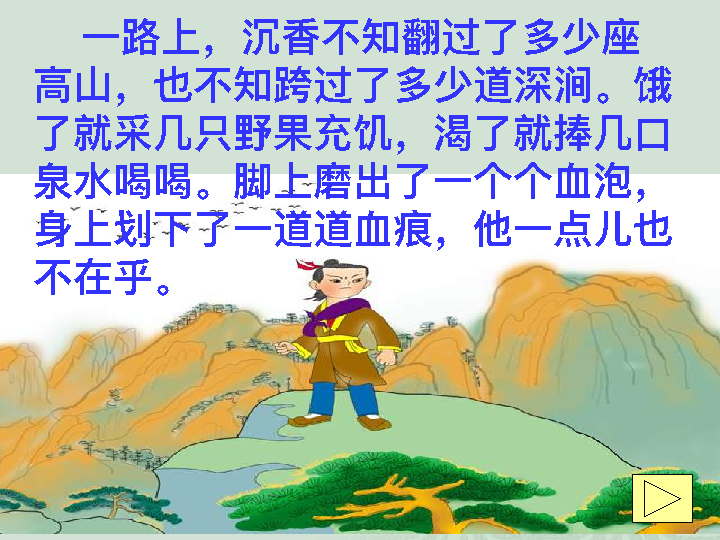 一路上，沉香不知翻过了多少座
高山，也不知跨过了多少道深涧。饿
了就采几只野果充饥，渴了就捧几口
泉水喝喝。脚上磨出了一个个血泡，
身上划下了一道道血痕，他一点儿也
不在乎。